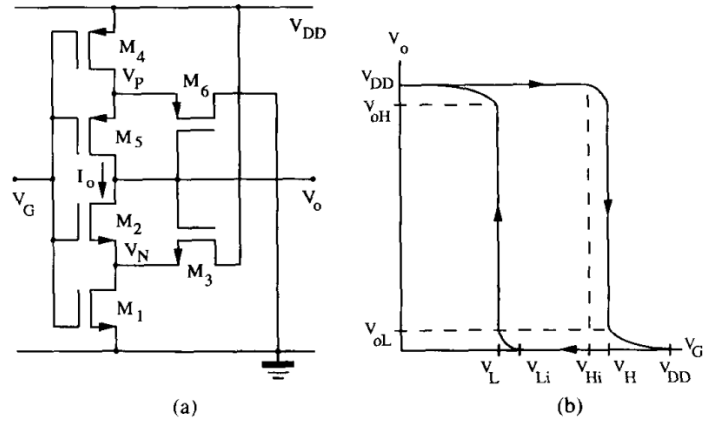 V_DD
M_4
V_P
M_6
M_5
I_o
V_G
V_o
M_2
V_N
M_3
M_1
(a)
V_o
V_DD
V_oH
V_oL
V_G
V_L
V_Li
V_Hi
V_H
V_DD
(b)